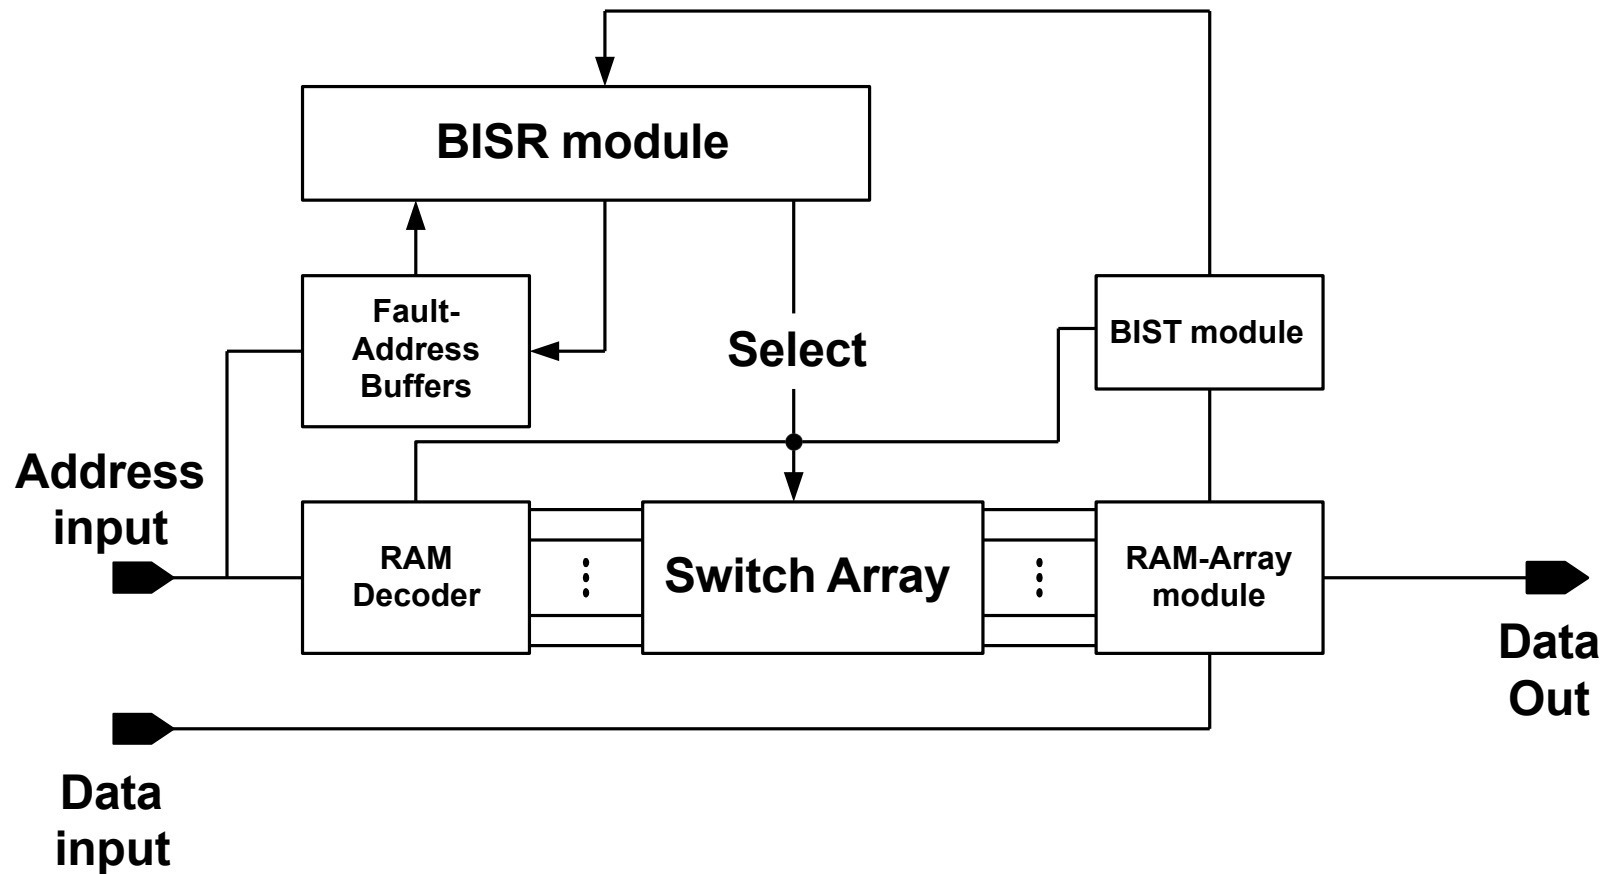 BISR module
Fault-
Address
Buffers
Select
BIST module
Address
input
RAM
Decoder
Switch Array
RAM-Array
module
Data
Out
Data
input